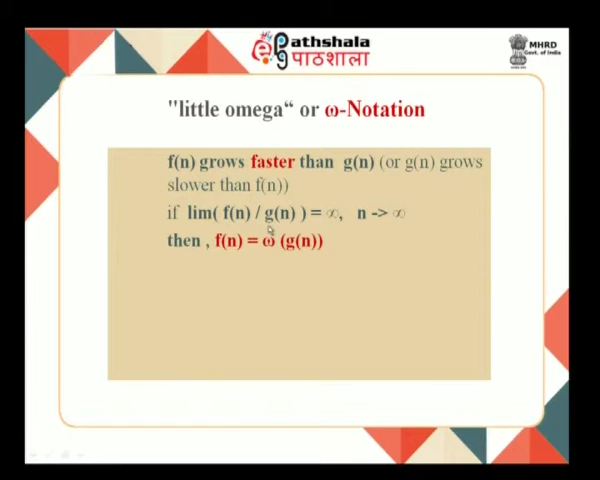 ePathshala
पाठशाला
MHRD
Govt. of India
"little omega“ or ω-Notation
f(n) grows faster than g(n) (or g(n) grows
slower than f(n))
if lim( f(n) / g(n) ) = ∞, n -> ∞
then , f(n) = ω (g(n))